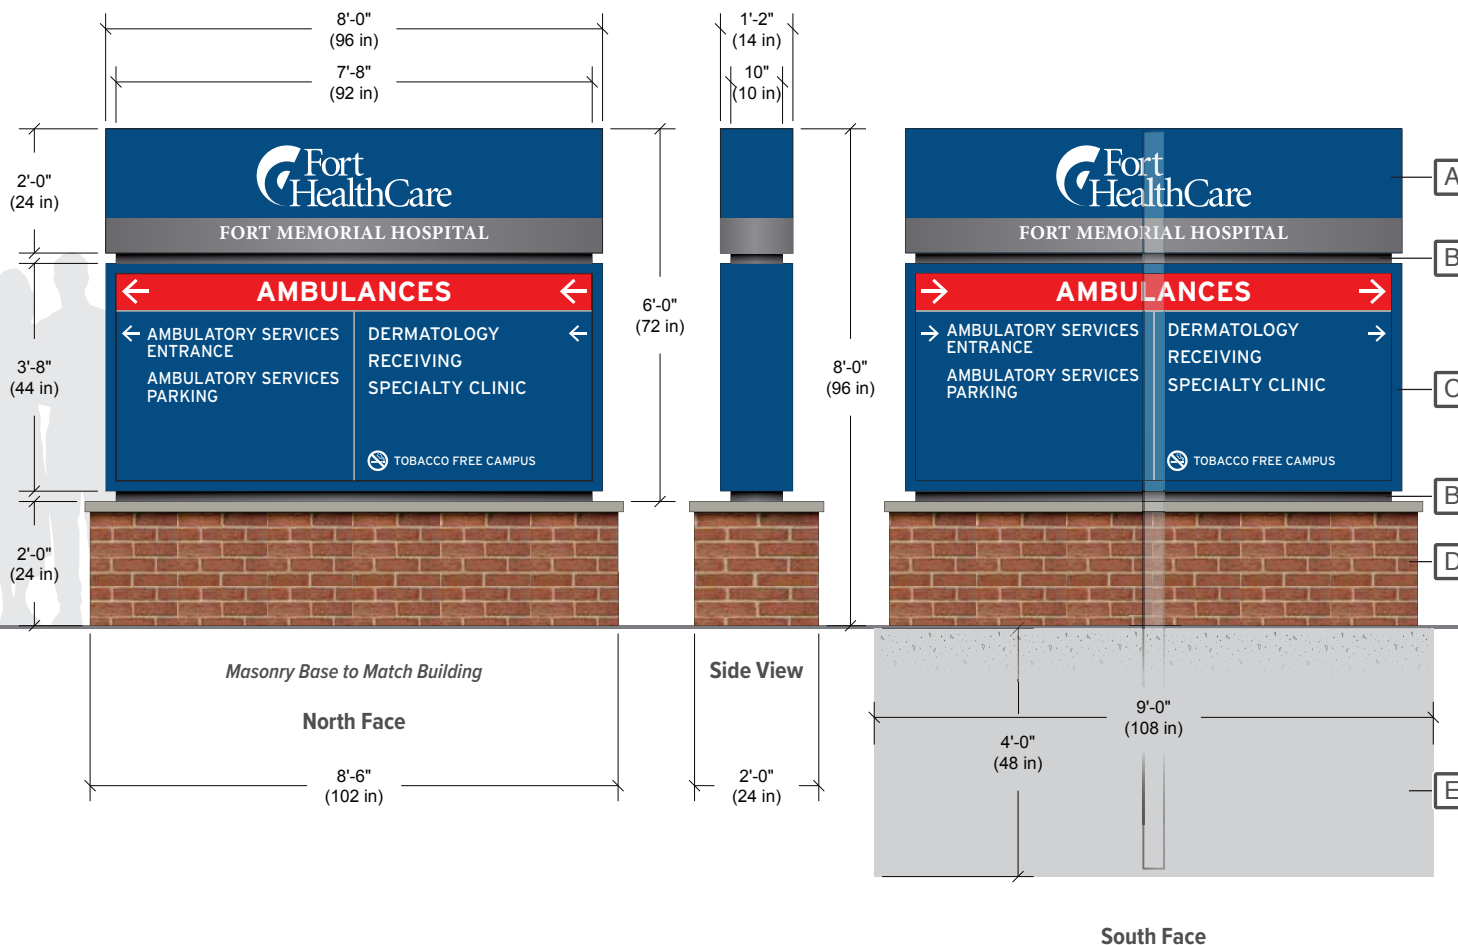 8'-0"
(96 in)
7'-8"
(92 in)
2'-0"
(24 in)
3'-8"
(44 in)
2'-0"
(24 in)
Fort
HealthCare
FORT MEMORIAL HOSPITAL
AMBULANCES
AMBULATORY SERVICES
ENTRANCE
AMBULATORY SERVICES
PARKING
DERMATOLOGY
RECEIVING
SPECIALTY CLINIC
TOBACCO FREE CAMPUS
6'-0"
(72 in)
Masonry Base to Match Building
North Face
8'-6"
(102 in)
1'-2"
(14 in)
10"
(10 in)
8'-0"
(96 in)
Side View
2'-0"
(24 in)
Fort
HealthCare
FORT MEMORIAL HOSPITAL
AMBULANCES
AMBULATORY SERVICES
ENTRANCE
AMBULATORY SERVICES
PARKING
DERMATOLOGY
RECEIVING
SPECIALTY CLINIC
TOBACCO FREE CAMPUS
A
B
C
B
D
E
9'-0"
(108 in)
4'-0"
(48 in)
South Face